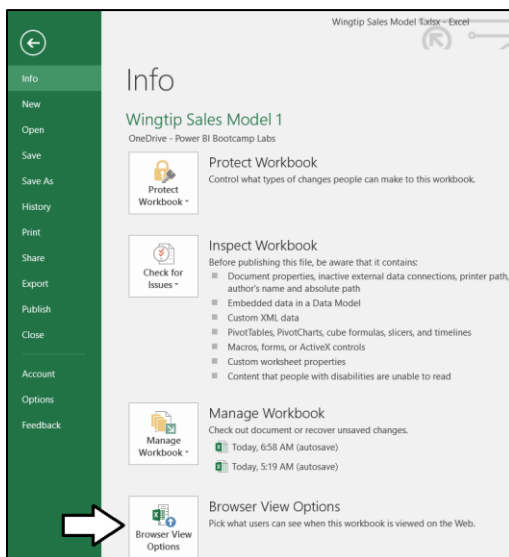 Wingtip Sales Model 1.xlsx - Excel
Info
New
Open
Save
Save As
History
Print
Share
Export
Publish
Close
Account
Options
Feedback
Info
Wingtip Sales Model 1
OneDrive - Power BI Bootcamp Labs
Protect
Workbook
Protect Workbook
Control what types of changes people can make to this workbook.
Check for
Issues
Inspect Workbook
Before publishing this file, be aware that it contains:
Document properties, inactive external data connections, printer path,
author's name and absolute path
Embedded data in a Data Model
Custom XML data
PivotTables, PivotCharts, cube formulas, slicers, and timelines
Macros, forms, or ActiveX controls
Custom worksheet properties
Content that people with disabilities are unable to read
Manage
Workbook
Manage Workbook
Check out document or recover unsaved changes.
Today, 6:58 AM (autosave)
Today, 5:19 AM (autosave)
Browser View
Options
Browser View Options
Pick what users can see when this workbook is viewed on the Web.